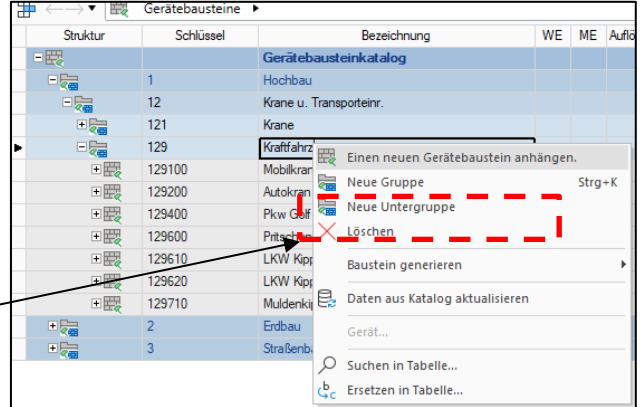 Gerätebausteine
Struktur Schlüssel Bezeichnung WE ME Auflö
Gerätebausteinkatalog
1 Hochbau
12 Krane u. Transporteinr.
121 Krane
129 Kraftfahrz
129100 Mobilkran
129200 Autokran
129400 Pkw Golf
129600 Pritschen
129610 LKW Kipp
129620 LKW Kipp
129710 Muldenkip
2 Erdbau
3 Straßenb
Einen neuen Gerätebaustein anhängen.
Neue Gruppe Strg+K
Neue Untergruppe
Löschen
Baustein generieren
Daten aus Katalog aktualisieren
Gerät...
Suchen in Tabelle...
Ersetzen in Tabelle...